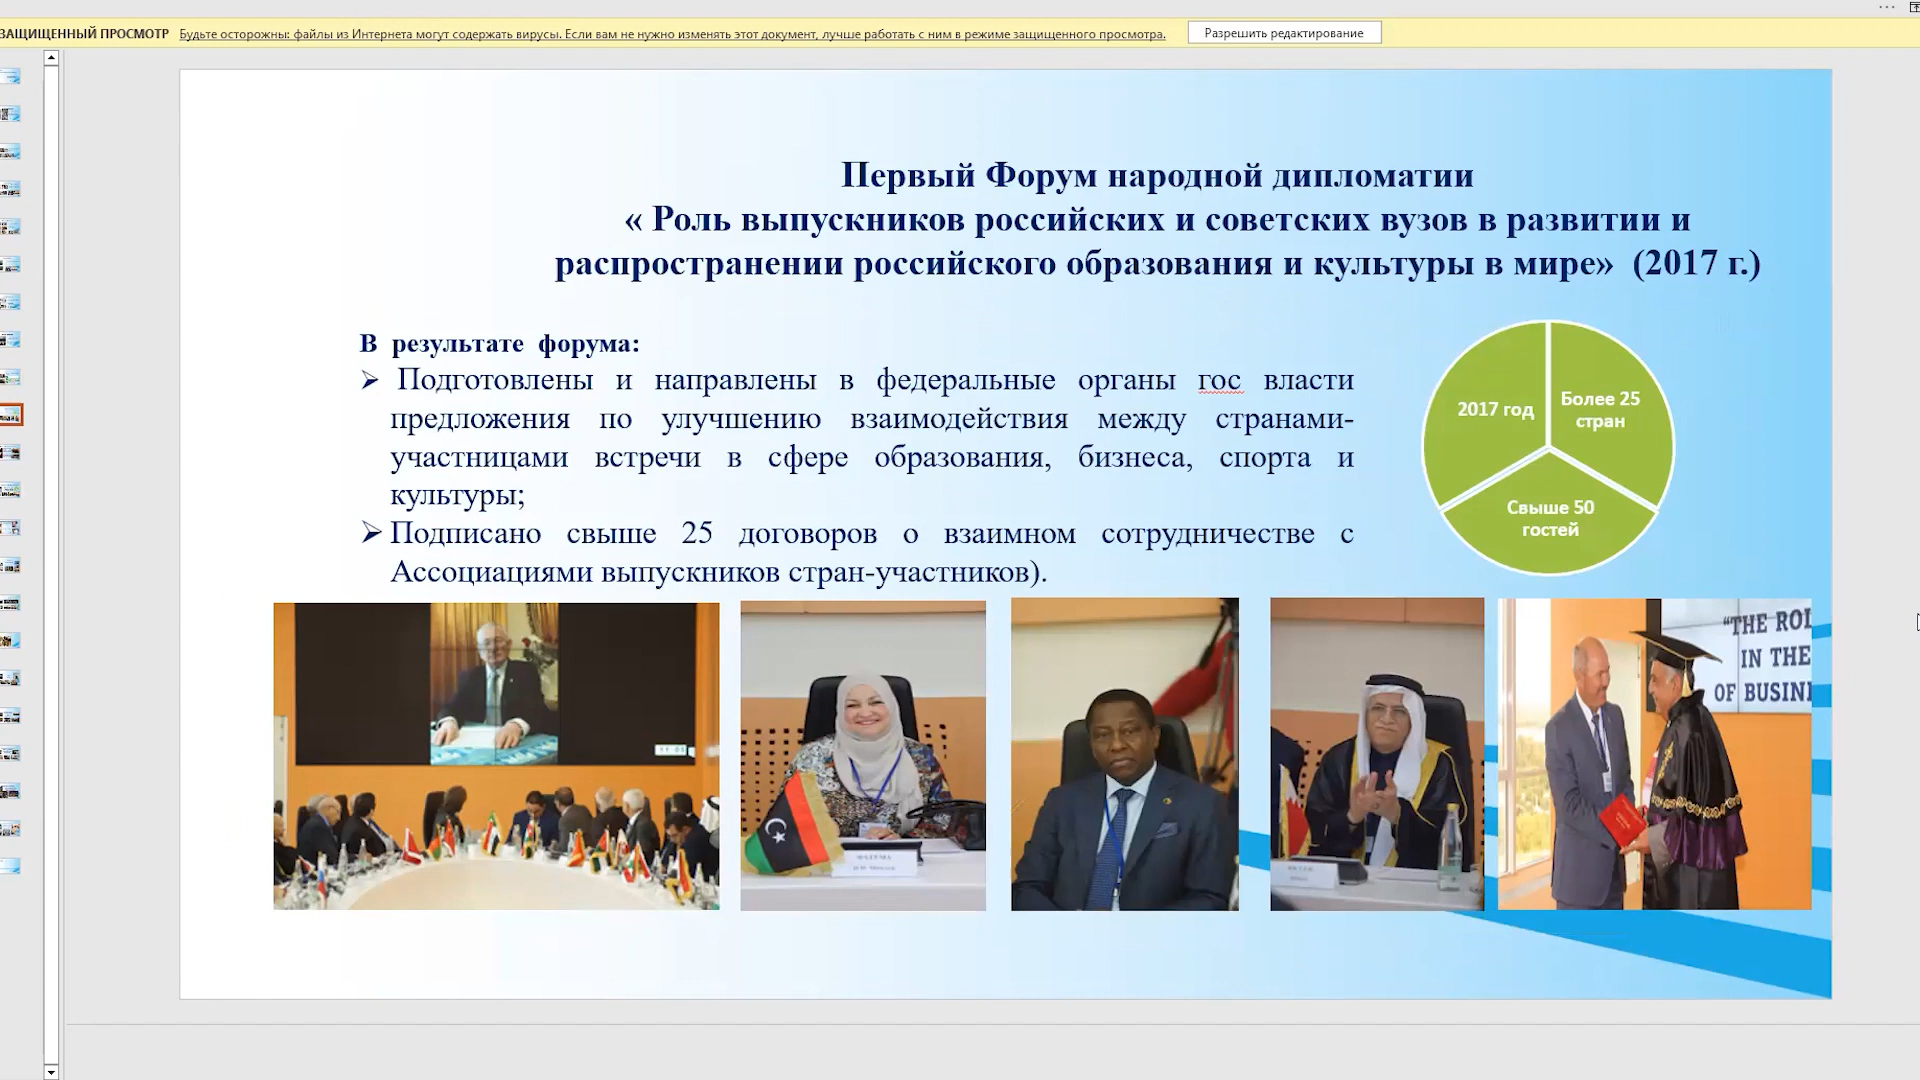 ЗАЩИЩЕННЫЙ ПРОСМОТР Будьте осторожны: файлы из Интернета могут содержать вирусы. Если вам не нужно изменять этот документ, лучше работать с ним в режиме защищенного просмотра. Разрешить редактирование
Первый Форум народной дипломатии
« Роль выпускников российских и советских вузов в развитии и
распространении российского образования и культуры в мире» (2017 г.)
В результате форума:
➢ Подготовлены и направлены в федеральные органы гос власти
предложения по улучшению взаимодействия между странами-
участницами встречи в сфере образования, бизнеса, спорта и
культуры;
➢ Подписано свыше 25 договоров о взаимном сотрудничестве с
Ассоциациями выпускников стран-участников).
2017 год
Более 25
стран
Свыше 50
гостей
“THE ROL
IN THE
OF BUSINI